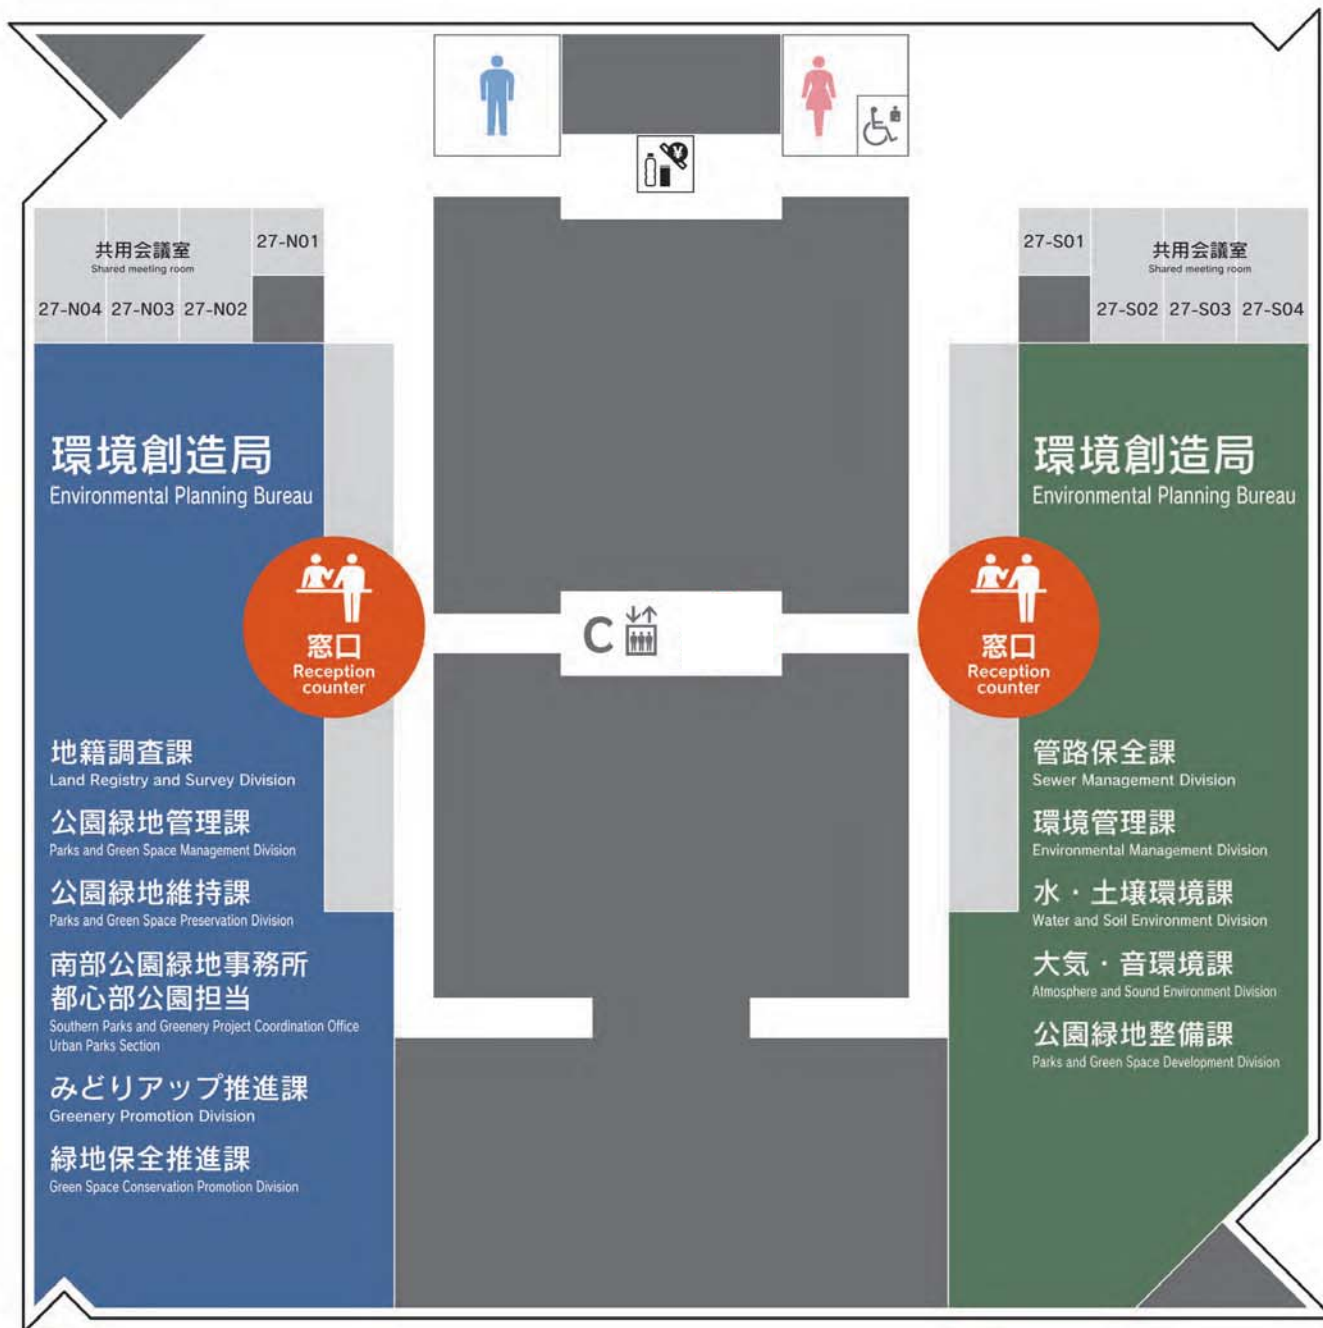 共用会議室
Shared meeting room
27-N01
27-N04 27-N03 27-N02
環境創造局
Environmental Planning Bureau
窓口
Reception
counter
地籍調査課
Land Registry and Survey Division
公園緑地管理課
Parks and Green Space Management Division
公園緑地維持課
Parks and Green Space Preservation Division
南部公園緑地事務所
都心部公園担当
Southern Parks and Greenery Project Coordination Office
Urban Parks Section
みどりアップ推進課
Greenery Promotion Division
緑地保全推進課
Green Space Conservation Promotion Division
¥
C
27-S01
共用会議室
Shared meeting room
27-S02 27-S03 27-S04
環境創造局
Environmental Planning Bureau
窓口
Reception
counter
管路保全課
Sewer Management Division
環境管理課
Environmental Management Division
水・土壌環境課
Water and Soil Environment Division
大気・音環境課
Atmosphere and Sound Environment Division
公園緑地整備課
Parks and Green Space Development Division